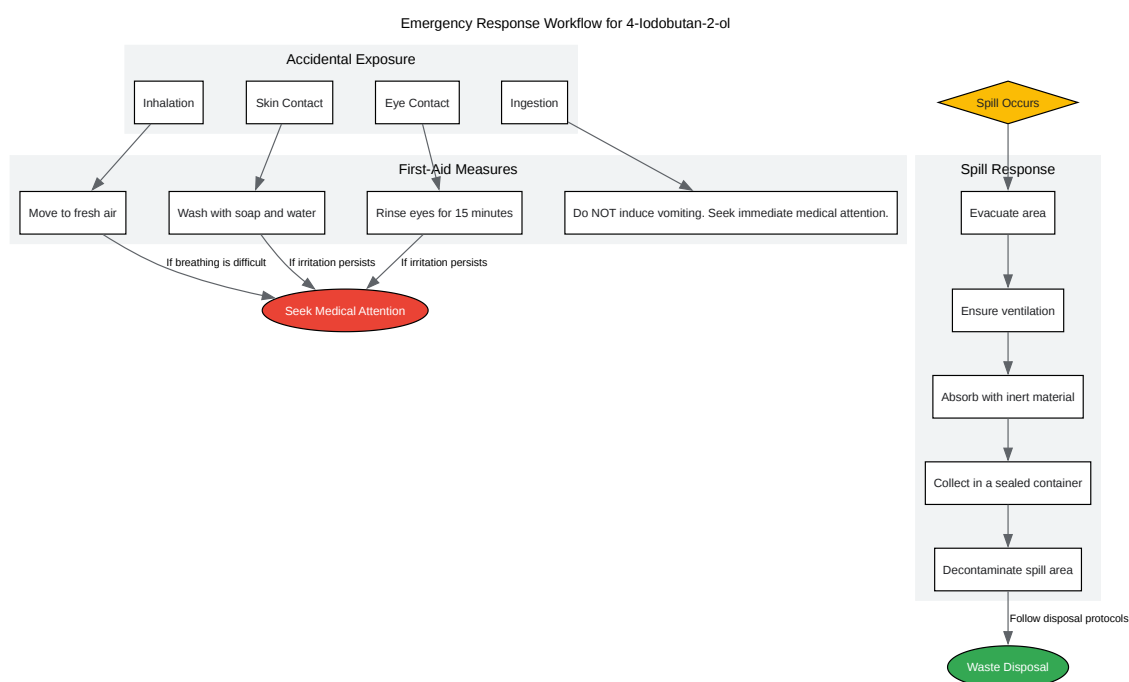 Emergency Response Workflow for 4-Iodobutan-2-ol
Accidental Exposure
Inhalation
Skin Contact
Eye Contact
Ingestion
Spill Occurs
First-Aid Measures
Spill Response
Move to fresh air
Wash with soap and water
Rinse eyes for 15 minutes
Do NOT induce vomiting. Seek immediate medical attention.
Evacuate area
If breathing is difficult
If irritation persists
If irritation persists
Seek Medical Attention
Ensure ventilation
Absorb with inert material
Collect in a sealed container
Decontaminate spill area
Follow disposal protocols
Waste Disposal